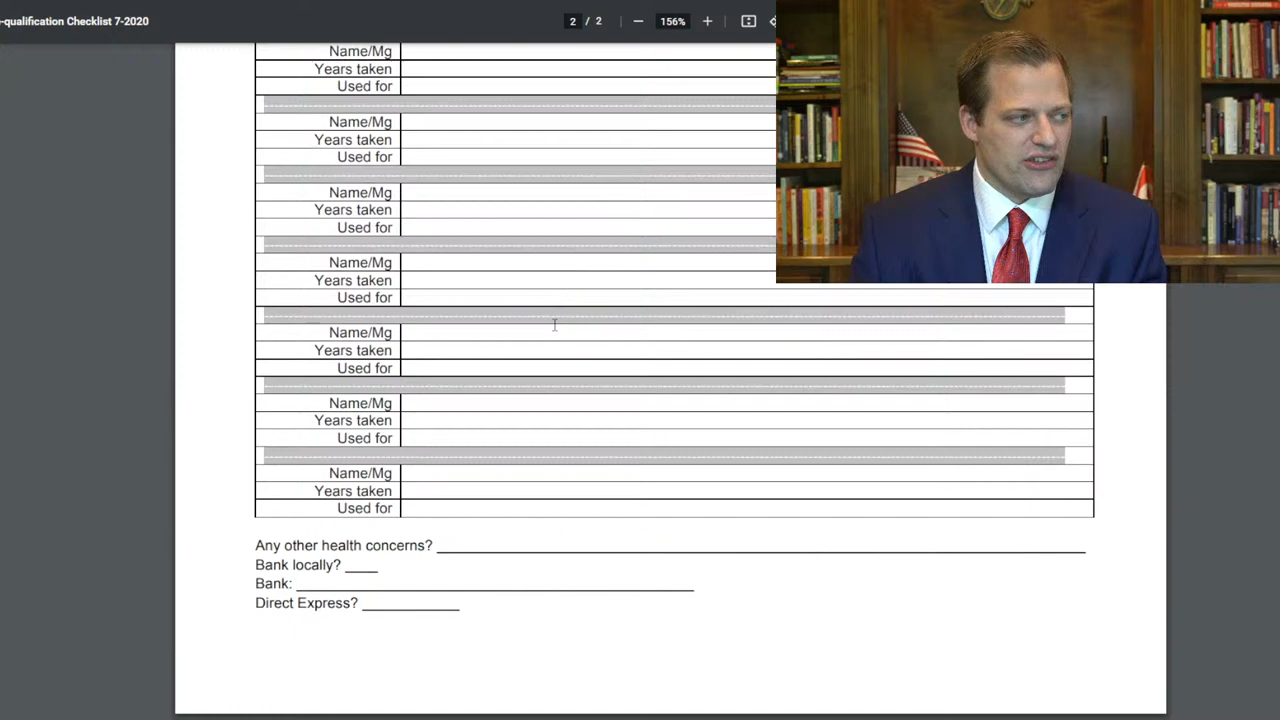 -qualification Checklist 7-2020
2 / 2
156%
Name/Mg
Years taken
Used for
Name/Mg
Years taken
Used for
Name/Mg
Years taken
Used for
Name/Mg
Years taken
Used for
Name/Mg
Years taken
Used for
Name/Mg
Years taken
Used for
Name/Mg
Years taken
Used for
Any other health concerns?
Bank locally?
Bank:
Direct Express?